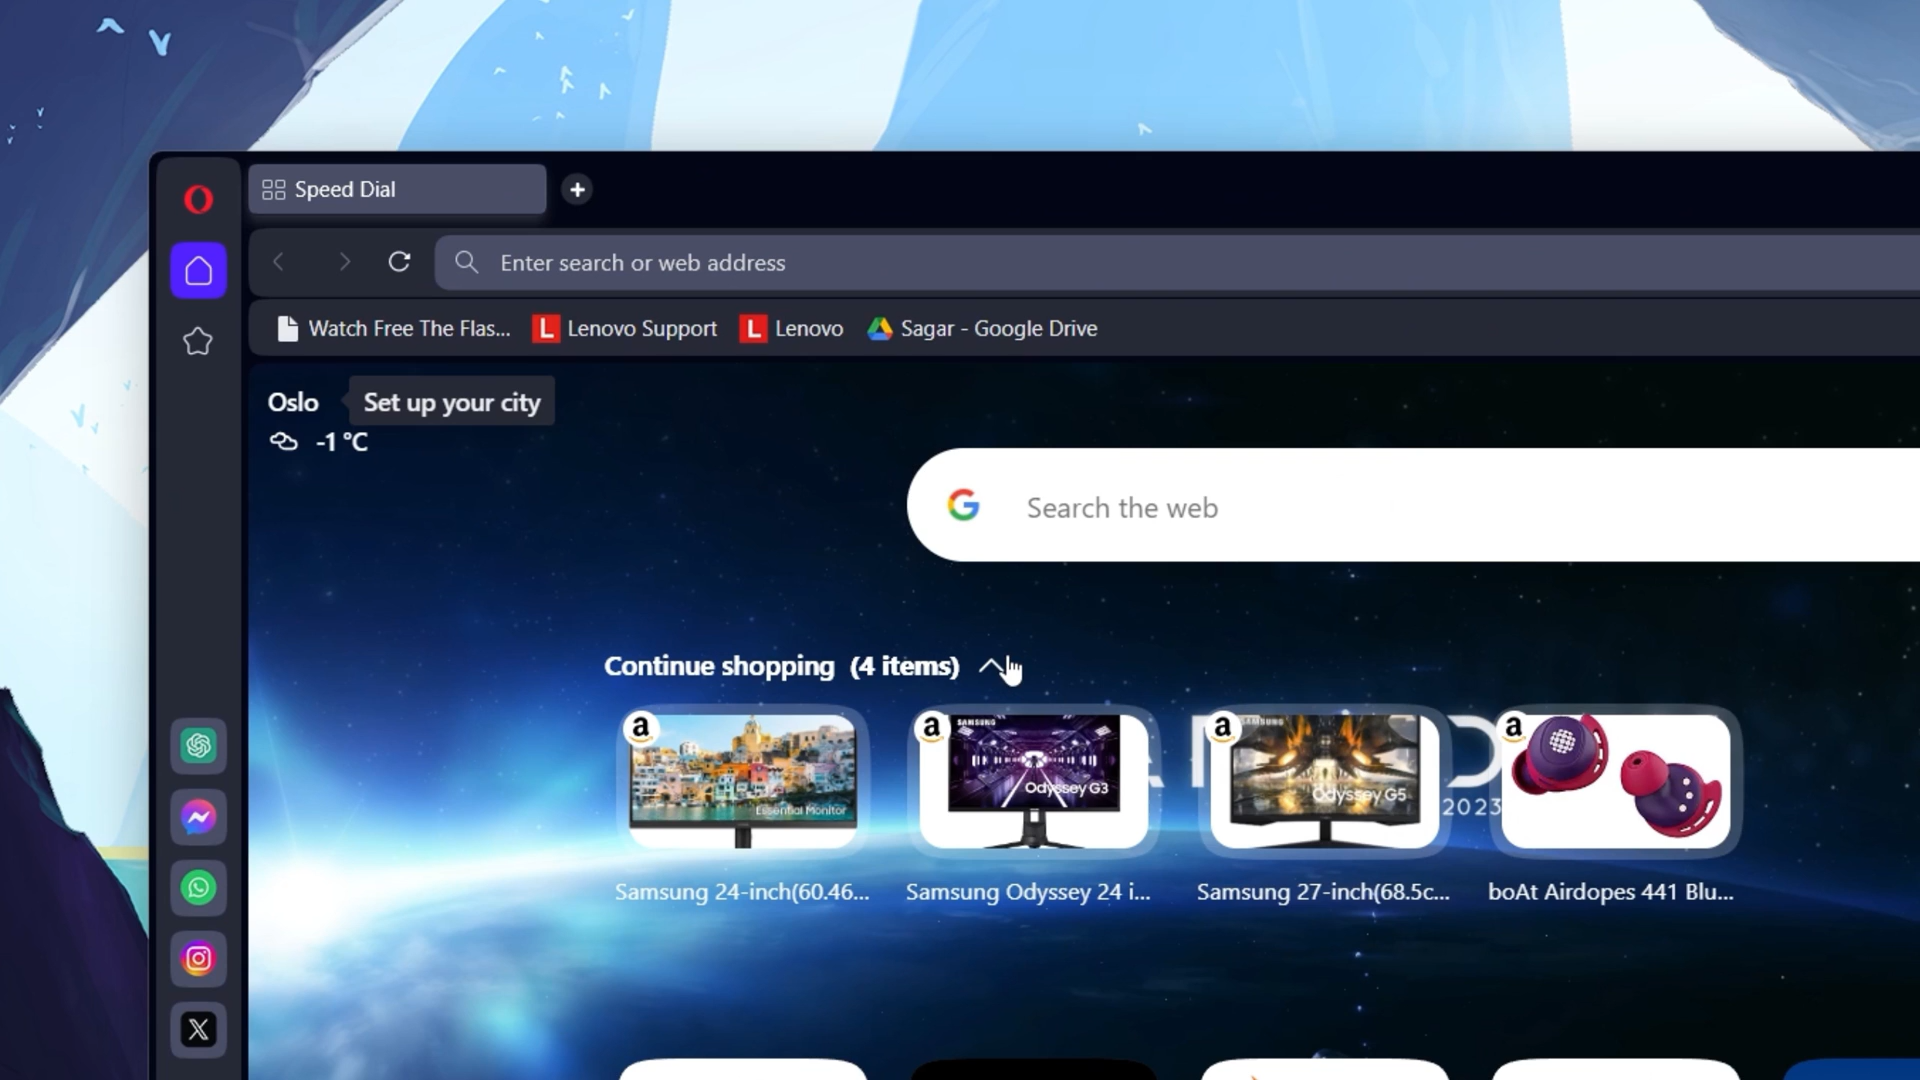 Speed Dial
Enter search or web address
Watch Free The Flas...
Lenovo Support
Lenovo
Sagar - Google Drive
Oslo
Set up your city
-1 °C
Search the web
Continue shopping (4 items)
a
Essential Monitor
a
SAMSUNG
Odyssey G3
a
SAMSUNG
Odyssey G5
a
2023
Samsung 24-inch(60.46...
Samsung Odyssey 24 i...
Samsung 27-inch(68.5c...
boAt Airdopes 441 Blu...